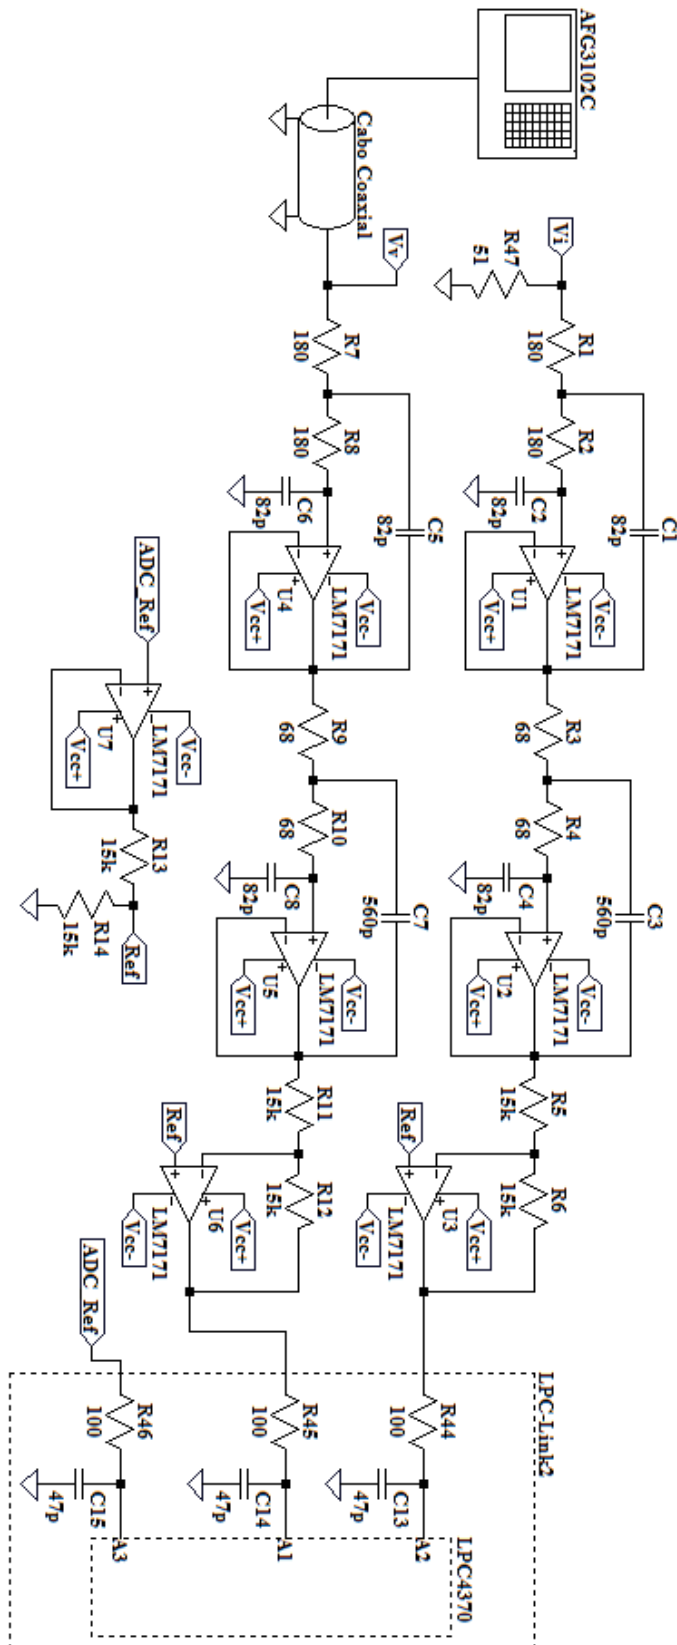 AFG3102C
Cabo Coaxial
Vv
Vi
R47
51
R1
180
R2
180
C1
82p
C2
82p
LM7171
U1
Vcc-
Vcc+
R3
68
R4
68
C3
560p
C4
82p
LM7171
U2
Vcc-
Vcc+
R5
15k
R6
15k
Ref
U3
LM7171
Vcc+
Vcc-
R7
180
R8
180
C5
82p
C6
82p
LM7171
U4
Vcc-
Vcc+
R9
68
R10
68
C7
560p
C8
82p
LM7171
U5
Vcc-
Vcc+
R11
15k
R12
15k
Ref
U6
LM7171
Vcc+
Vcc-
ADC_Ref
LM7171
U7
Vcc-
Vcc+
R13
15k
R14
15k
Ref
ADC_Ref
LPC-Link2
R44
100
C13
47p
A2
R45
100
C14
47p
A1
R46
100
C15
47p
A3
LPC4370